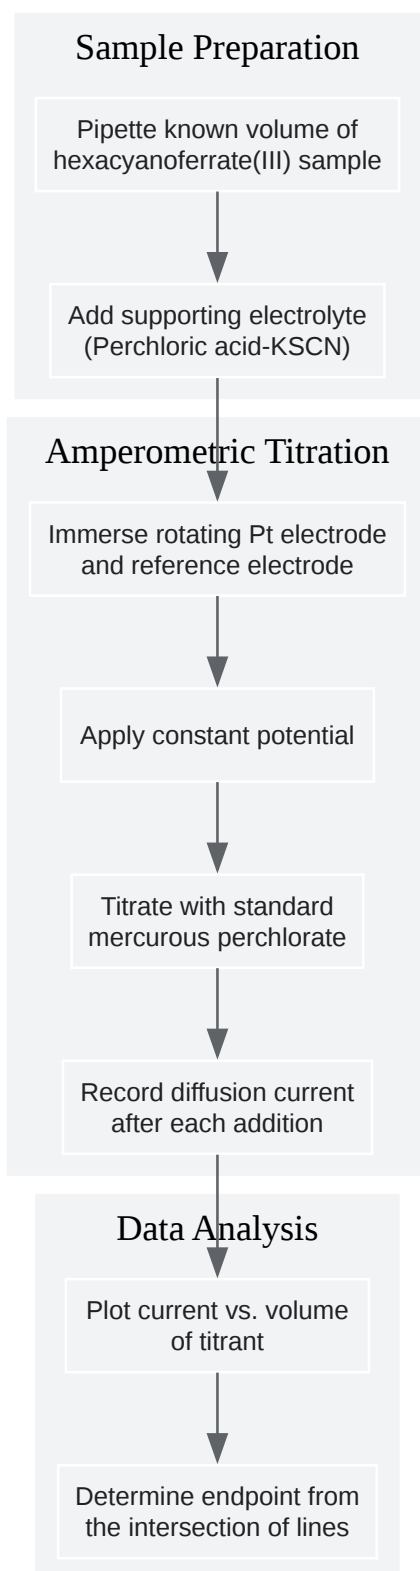 Sample Preparation
Pipette known volume of
hexacyanoferrate(III) sample
Add supporting electrolyte
(Perchloric acid-KSCN)
Amperometric Titration
Immerse rotating Pt electrode
and reference electrode
Apply constant potential
Titrate with standard
mercurous perchlorate
Record diffusion current
after each addition
Data Analysis
Plot current vs. volume
of titrant
Determine endpoint from
the intersection of lines